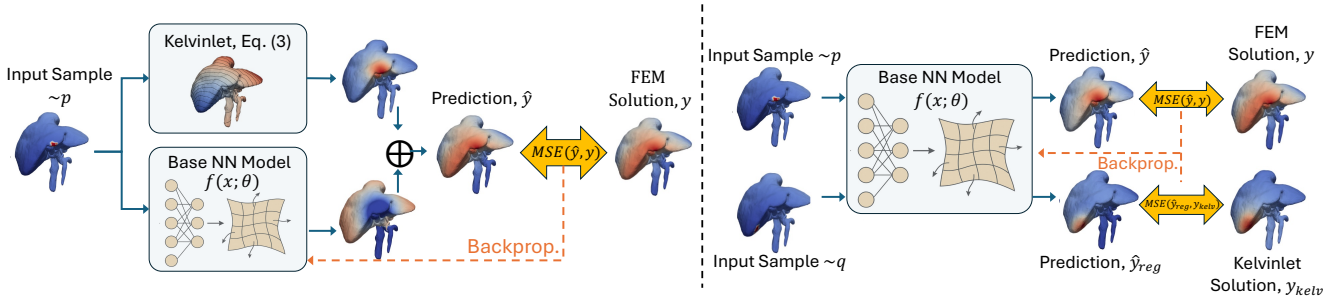 Kelvinlet, Eq. (3)
Input Sample
~p
Base NN Model
f(x; θ)
Prediction, ŷ
MSE(ŷ, y)
FEM
Solution, y
Backprop.
Input Sample ~p
Input Sample ~q
Base NN Model
f(x; θ)
Prediction, ŷ
MSE(ŷ, y)
FEM
Solution, y
Backprop.
MSE(ŷ_reg, y_kelv)
Prediction, ŷ_reg
Kelvinlet
Solution, y_kelv